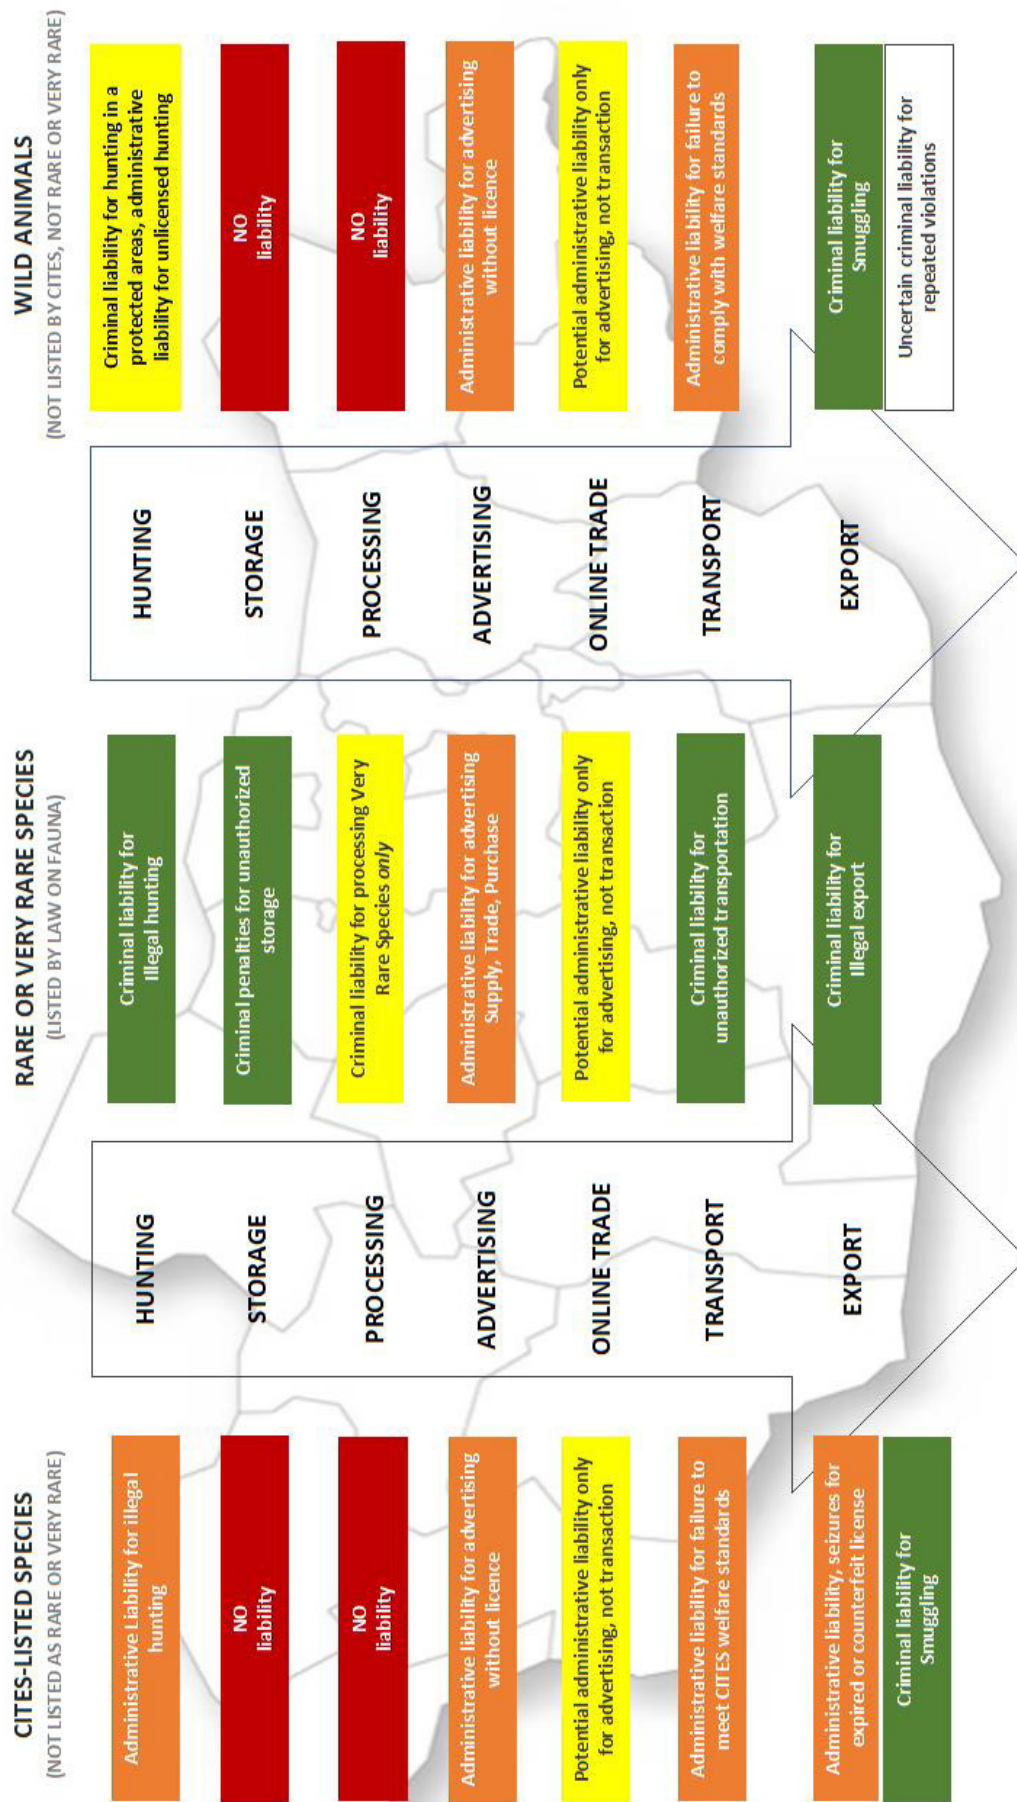 CITES-LISTED SPECIES
(NOT LISTED AS RARE OR VERY RARE)
Administrative Liability for illegal
hunting
NO
liability
NO
liability
Administrative liability for advertising
without licence
Potential administrative liability only
for advertising, not transaction
Administrative liability for failure to
meet CITES welfare standards
Administrative liability, seizures for
expired or counterfeit license
Criminal liability for
Smuggling
HUNTING
STORAGE
PROCESSING
ADVERTISING
ONLINE TRADE
TRANSPORT
EXPORT
RARE OR VERY RARE SPECIES
(LISTED BY LAW ON FAUNA)
Criminal liability for
Illegal hunting
Criminal penalties for unauthorized
storage
Criminal liability for processing Very
Rare Species only
Administrative liability for advertising
Supply, Trade, Purchase
Potential administrative liability only
for advertising, not transaction
Criminal liability for
unauthorized transportation
Criminal liability for
Illegal export
HUNTING
STORAGE
PROCESSING
ADVERTISING
ONLINE TRADE
TRANSPORT
EXPORT
WILD ANIMALS
(NOT LISTED BY CITES, NOT RARE OR VERY RARE)
Criminal liability for hunting in a
protected areas, administrative
liability for unlicensed hunting
NO
liability
NO
liability
Administrative liability for advertising
without licence
Potential administrative liability only
for advertising, not transaction
Administrative liability for failure to
comply with welfare standards
Criminal liability for
Smuggling
Uncertain criminal liability for
repeated violations